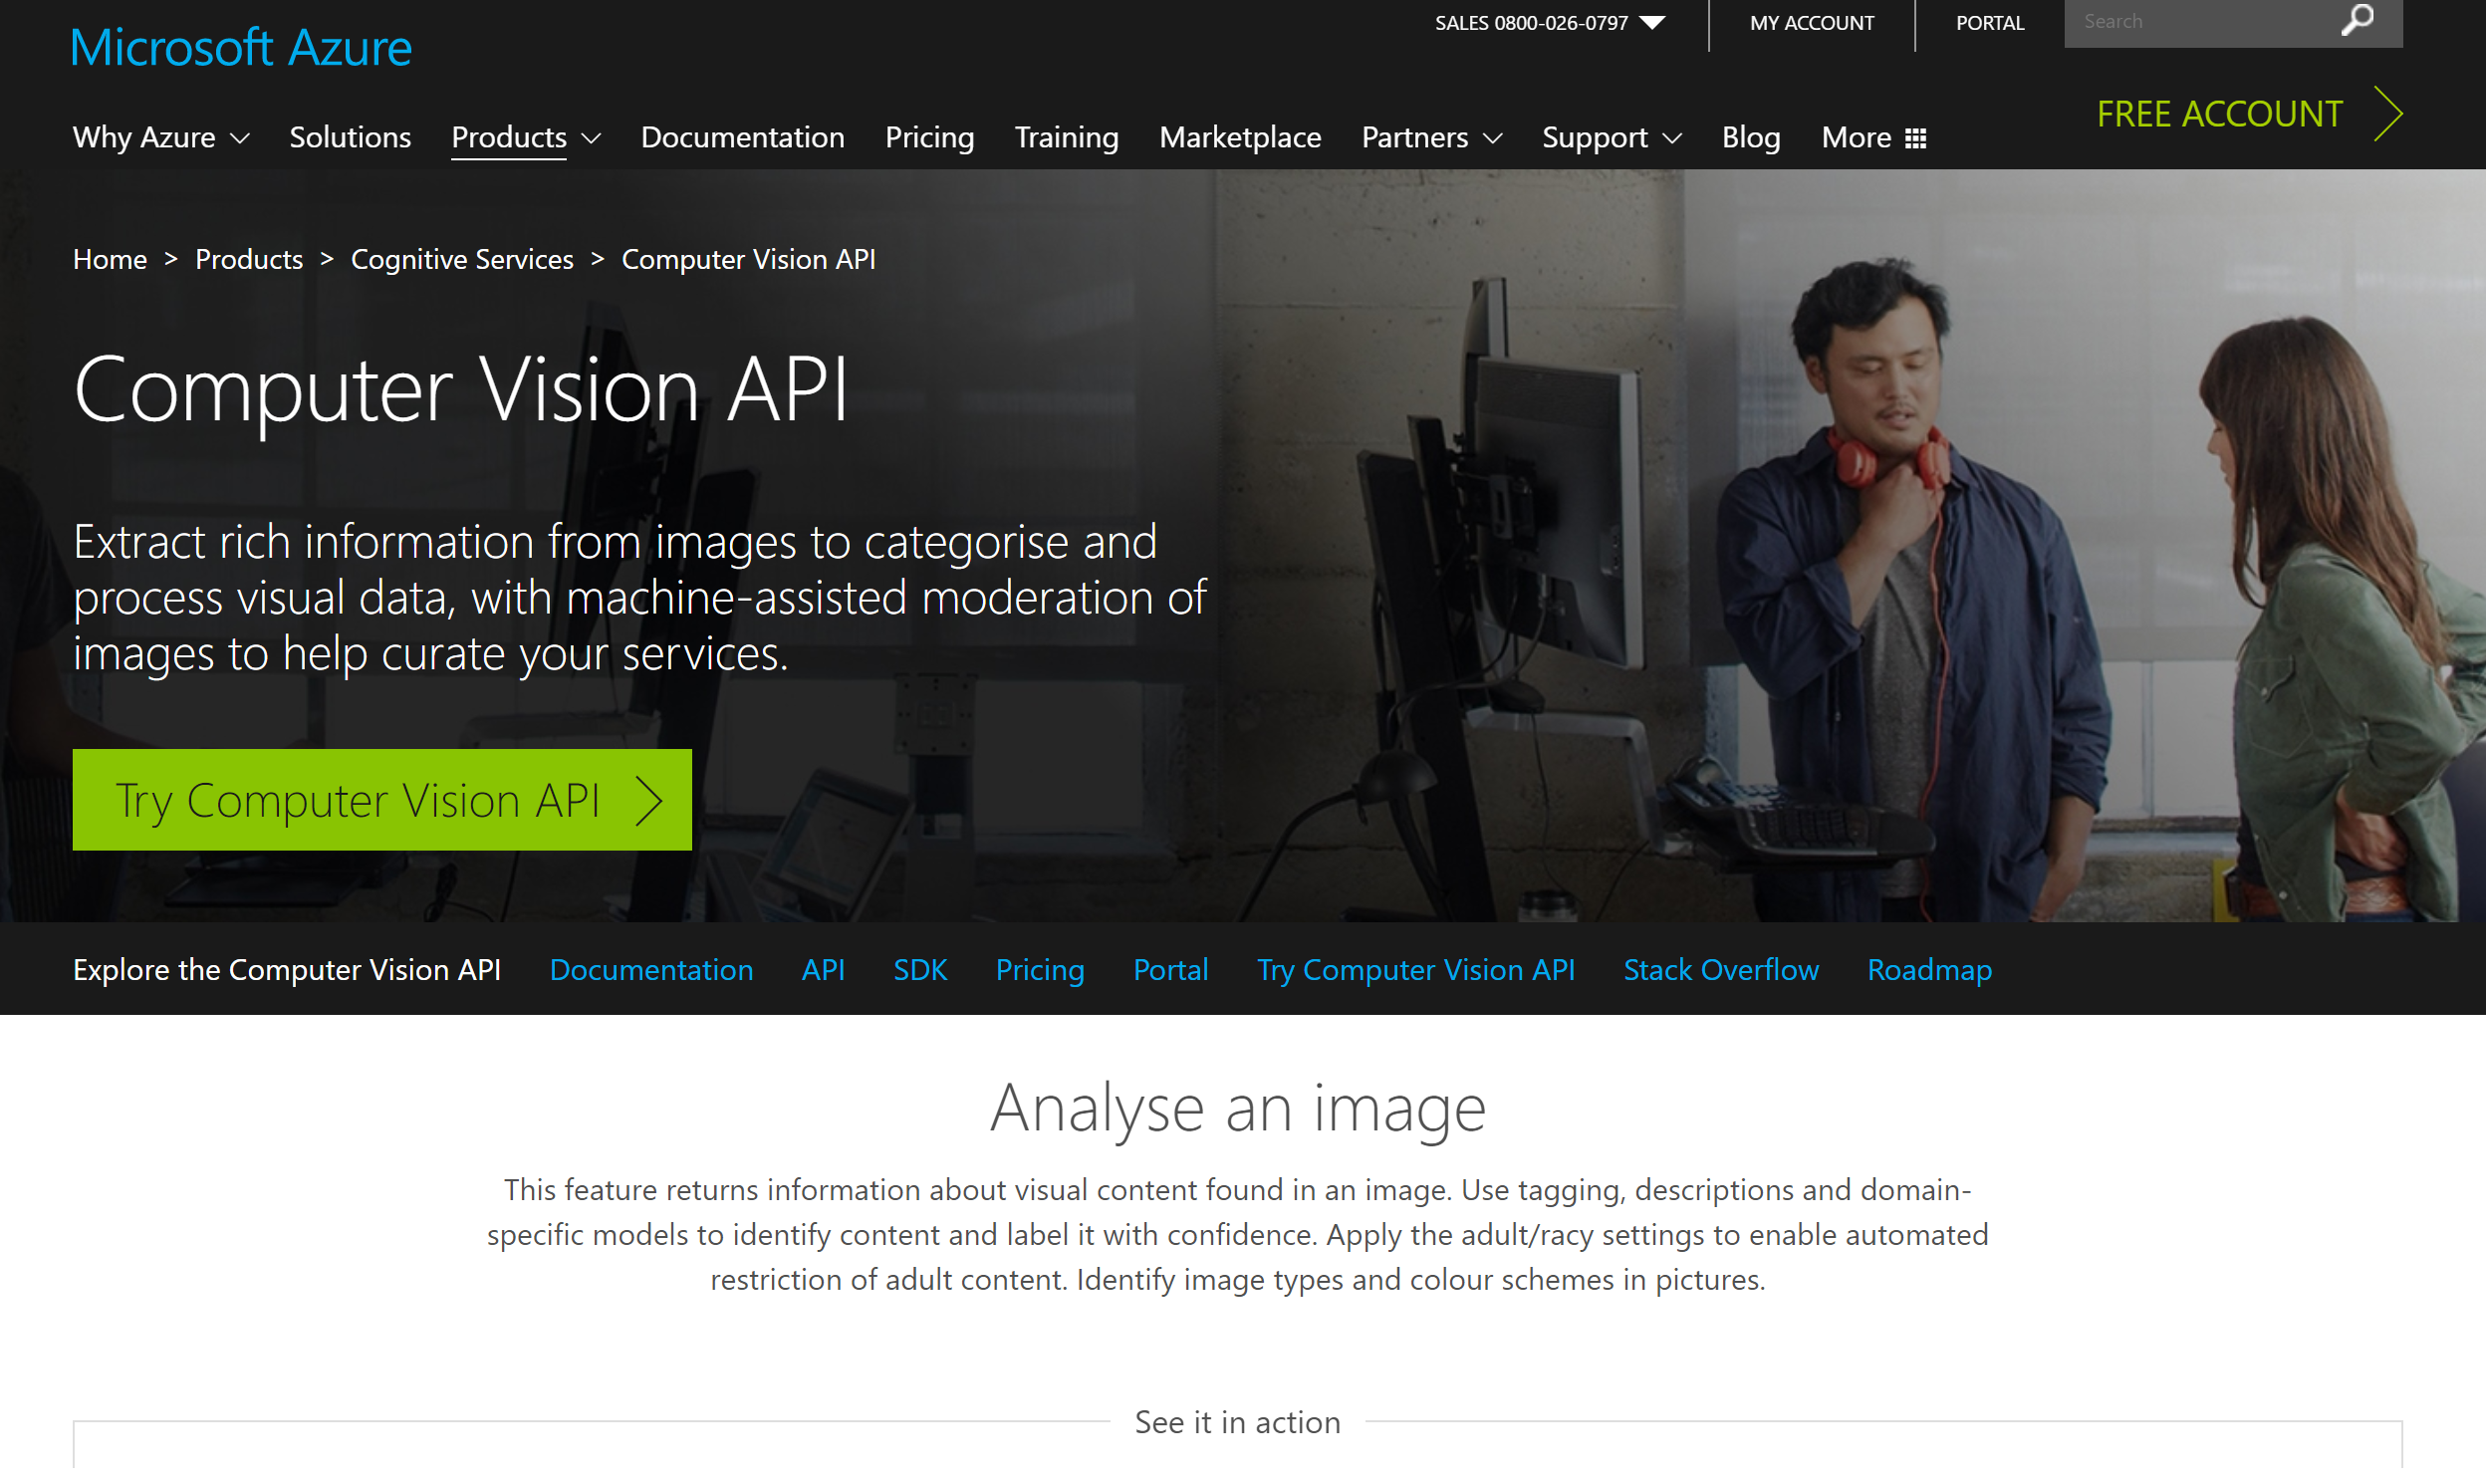 Microsoft Azure
SALES 0800-026-0797
MY ACCOUNT
PORTAL
Search
Why Azure
Solutions
Products
Documentation
Pricing
Training
Marketplace
Partners
Support
Blog
More
FREE ACCOUNT
Home > Products > Cognitive Services > Computer Vision API
Computer Vision API
Extract rich information from images to categorise and
process visual data, with machine-assisted moderation of
images to help curate your services.
Try Computer Vision API
Explore the Computer Vision API
Documentation
API
SDK
Pricing
Portal
Try Computer Vision API
Stack Overflow
Roadmap
Analyse an image
This feature returns information about visual content found in an image. Use tagging, descriptions and domain-
specific models to identify content and label it with confidence. Apply the adult/racy settings to enable automated
restriction of adult content. Identify image types and colour schemes in pictures.
See it in action